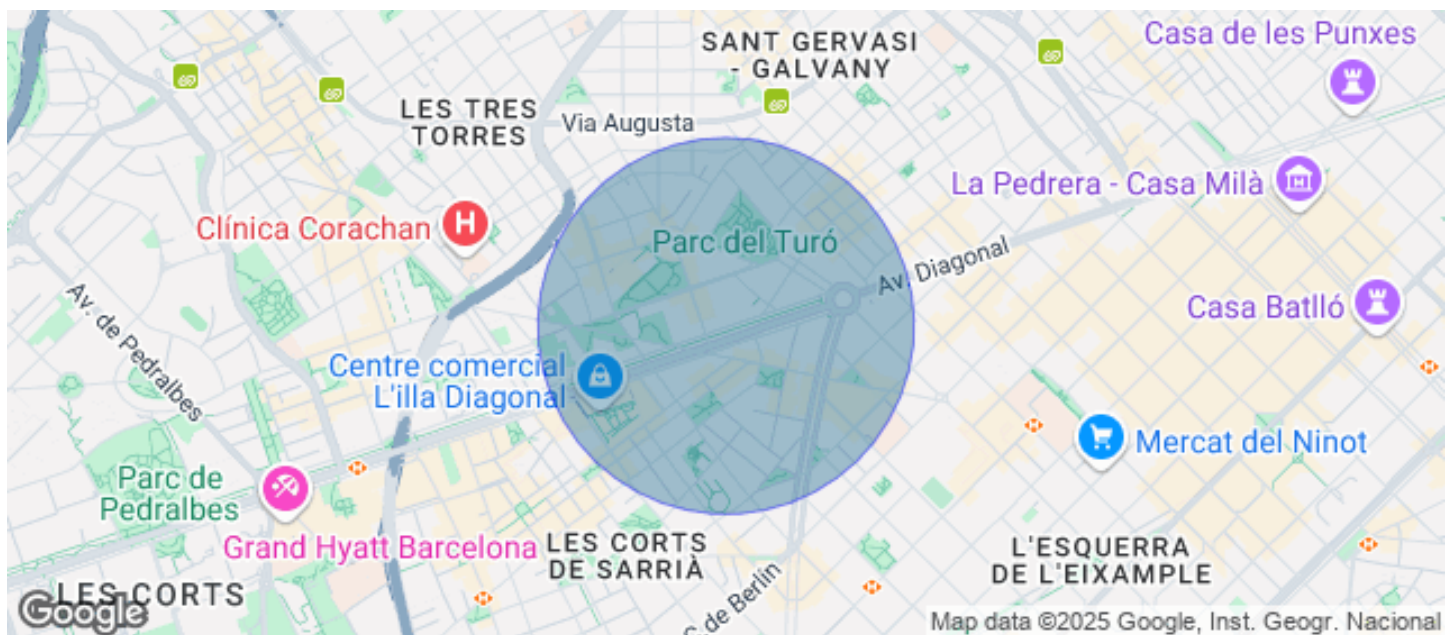 SANT GERVASI
- GALVANY
Casa de les Punxes
LES TRES
TORRES
Via Augusta
La Pedrera - Casa Milà
Clínica Corachan
Parc del Turó
Av. Diagonal
Av. de Pedralbes
Casa Batlló
Centre comercial
L'illa Diagonal
Mercat del Ninot
Parc de
Pedralbes
Grand Hyatt Barcelona
LES CORTS
DE SARRIÀ
L'ESQUERRA
DE L'EIXAMPLE
LES CORTS
C. de Berlín
Google
Map data ©2025 Google, Inst. Geogr. Nacional